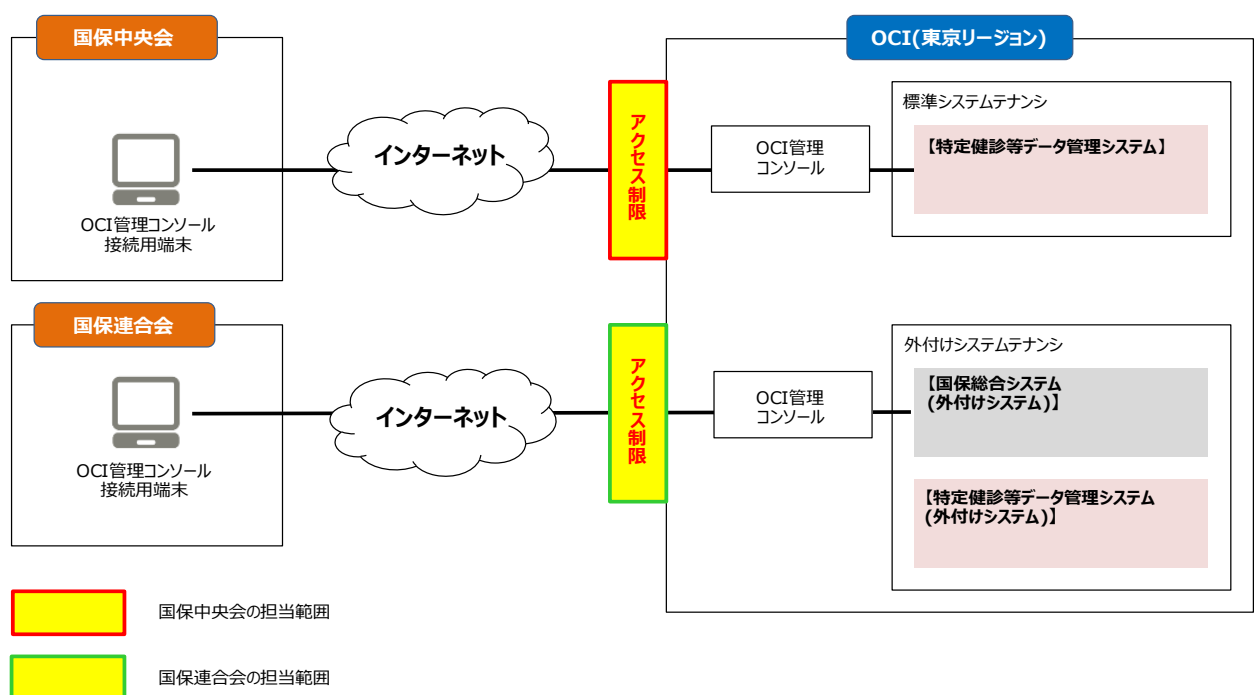 国保中央会
OCI(東京リージョン)
OCI管理コンソール
接続用端末
インターネット
アクセス制限
OCI管理
コンソール
標準システムテナンシ
【特定健診等データ管理システム】
国保連合会
OCI管理コンソール
接続用端末
インターネット
アクセス制限
OCI管理
コンソール
外付けシステムテナンシ
【国保総合システム
(外付けシステム)】
【特定健診等データ管理システム
(外付けシステム)】
国保中央会の担当範囲
国保連合会の担当範囲